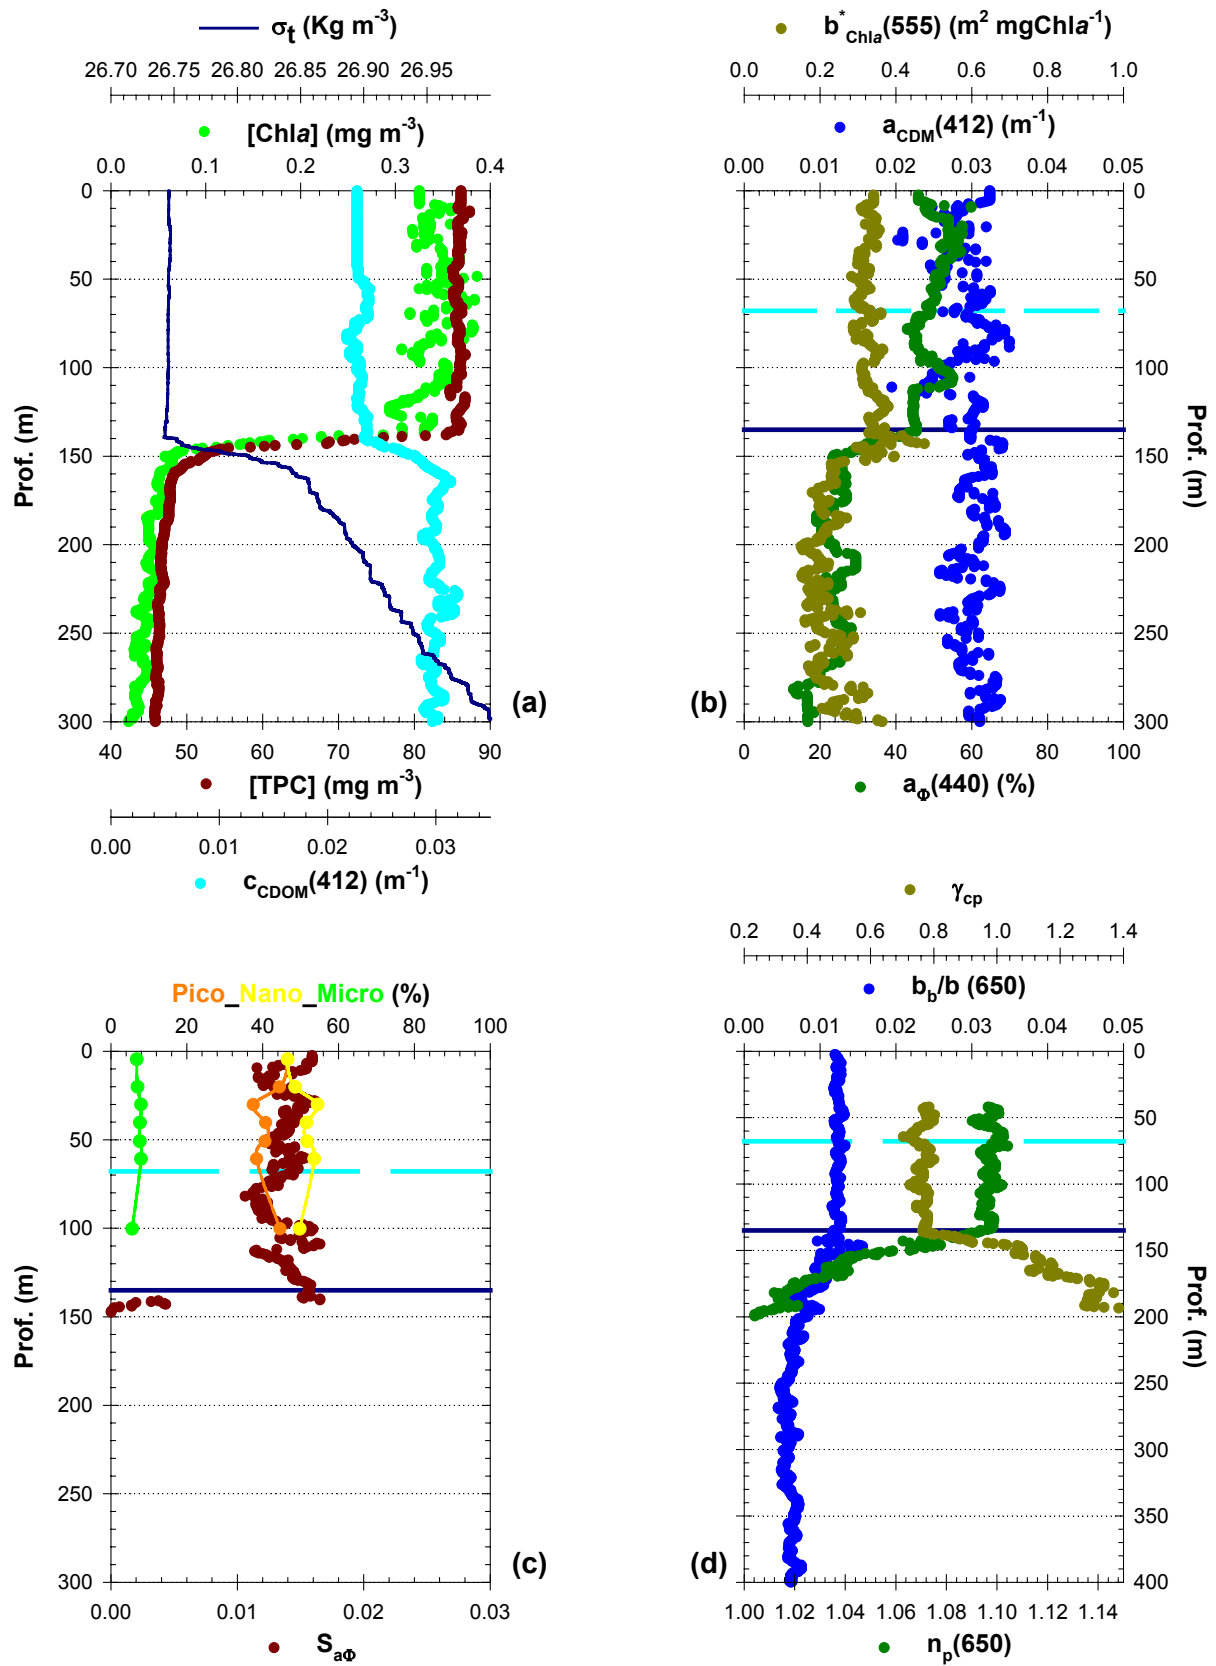 σt (Kg m-3)
26.70 26.75 26.80 26.85 26.90 26.95
[Chla] (mg m-3)
0.0 0.1 0.2 0.3 0.4
0
50
100
150
200
250
300
Prof. (m)
(a)
40 50 60 70 80 90
[TPC] (mg m-3)
0.00 0.01 0.02 0.03
cCDOM(412) (m-1)
b*Chla(555) (m2 mgChla-1)
0.0 0.2 0.4 0.6 0.8 1.0
aCDM(412) (m-1)
0.00 0.01 0.02 0.03 0.04 0.05
0
50
100
150
200
250
300
Prof. (m)
(b)
0 20 40 60 80 100
aΦ(440) (%)
Pico_Nano_Micro (%)
0 20 40 60 80 100
0
50
100
150
200
250
300
Prof. (m)
(c)
0.00 0.01 0.02 0.03
SaΦ
γcp
0.2 0.4 0.6 0.8 1.0 1.2 1.4
bb/b (650)
0.00 0.01 0.02 0.03 0.04 0.05
0
50
100
150
200
250
300
350
400
Prof. (m)
(d)
1.00 1.02 1.04 1.06 1.08 1.10 1.12 1.14
np(650)